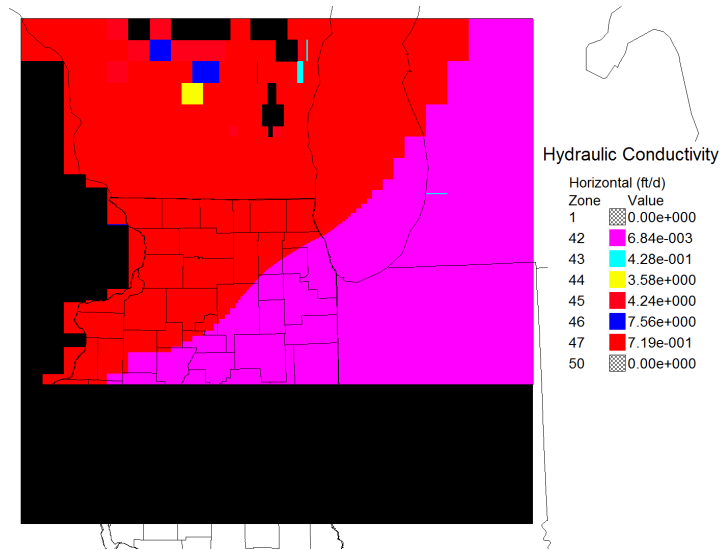 Hydraulic Conductivity
Horizontal (ft/d)
Zone Value
1 0.00e+000
42 6.84e-003
43 4.28e-001
44 3.58e+000
45 4.24e+000
46 7.56e+000
47 7.19e-001
50 0.00e+000